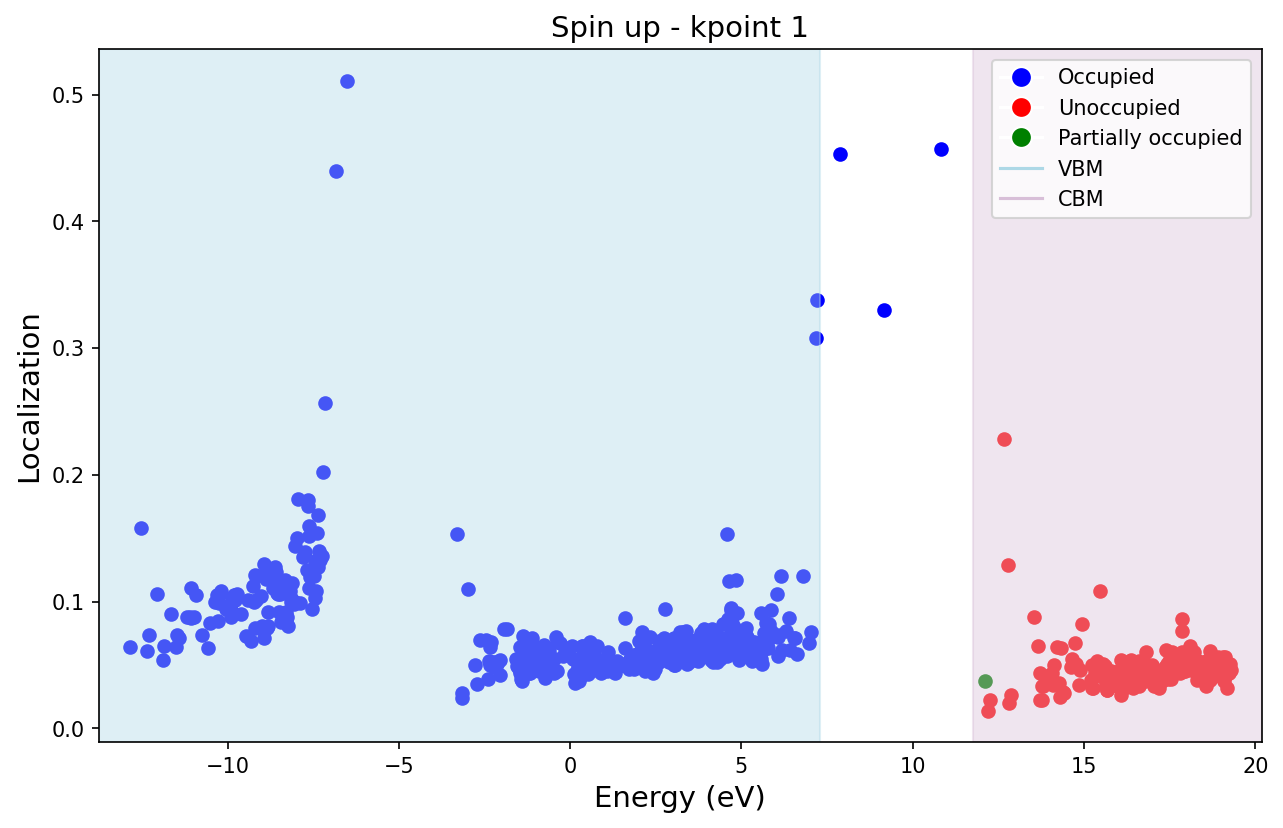 Spin up - kpoint 1
Localization
0.5
0.4
0.3
0.2
0.1
0.0
Occupied
Unoccupied
Partially occupied
VBM
CBM
−10
−5
0
5
10
15
20
Energy (eV)